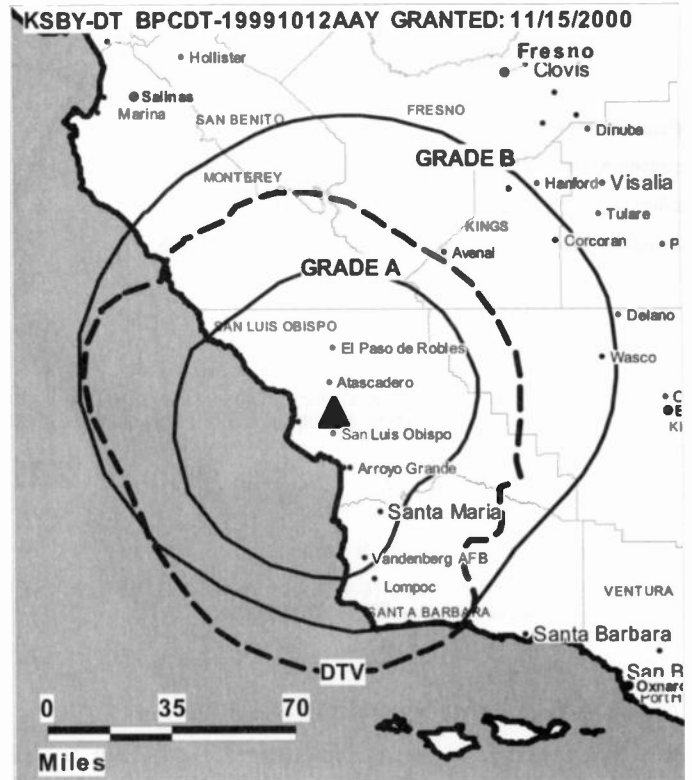 KSBY-DT BPCDT-19991012AAY GRANTED: 11/15/2000
Fresno
Hollister
Clovis
Salinas
Marina
FRESNO
SAN BENITO
Dinuba
GRADE B
MONTEREY
Hanford
Visalia
Tulare
KINGS
Corcoran
P
Avenal
GRADE A
Delano
SAN LUIS OBISPO
El Paso de Robles
Wasco
Atascadero
C
B
KI
San Luis Obispo
Arroyo Grande
Santa Maria
Vandenberg AFB
Lompoc
VENTURA
SANTA BARBARA
Santa Barbara
DTV
San B
Oxnard
Port H
0 35 70
Miles